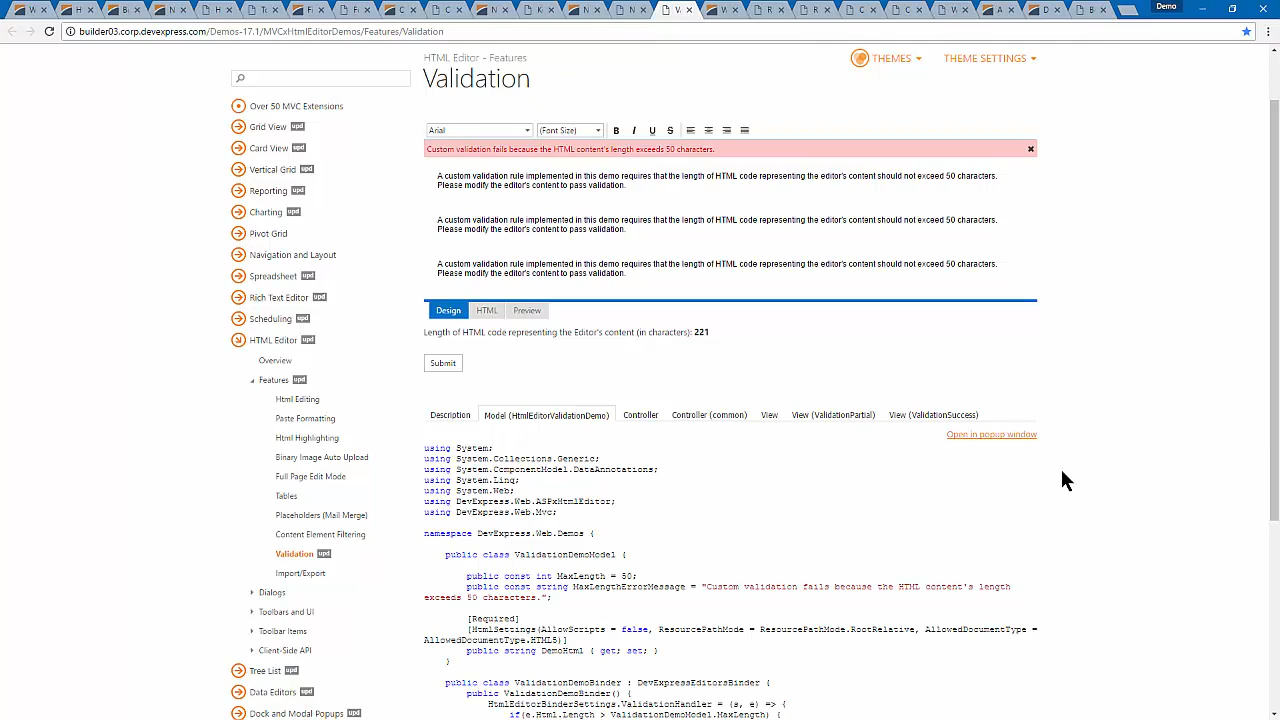 Demo
builder03.corp.devexpress.com/Demos-17.1/MVCxHtmlEditorDemos/Features/Validation
HTML Editor - Features
Validation
THEMES
THEME SETTINGS
Over 50 MVC Extensions
Grid View upd
Card View upd
Vertical Grid upd
Reporting upd
Charting upd
Pivot Grid
Navigation and Layout
Spreadsheet upd
Rich Text Editor upd
Scheduling upd
HTML Editor upd
Overview
Features upd
Html Editing
Paste Formatting
Html Highlighting
Binary Image Auto Upload
Full Page Edit Mode
Tables
Placeholders (Mail Merge)
Content Element Filtering
Validation upd
Import/Export
Dialogs
Toolbars and UI
Toolbar Items
Client-Side API
Tree List upd
Data Editors upd
Dock and Modal Popups upd
Arial (Font Size) B I U S
Custom validation fails because the HTML content's length exceeds 50 characters.
A custom validation rule implemented in this demo requires that the length of HTML code representing the editor's content should not exceed 50 characters.
Please modify the editor's content to pass validation.
A custom validation rule implemented in this demo requires that the length of HTML code representing the editor's content should not exceed 50 characters.
Please modify the editor's content to pass validation.
A custom validation rule implemented in this demo requires that the length of HTML code representing the editor's content should not exceed 50 characters.
Please modify the editor's content to pass validation.
Design HTML Preview
Length of HTML code representing the Editor's content (in characters): 221
Submit
Description Model (HtmlEditorValidationDemo) Controller Controller (common) View View (ValidationPartial) View (ValidationSuccess)
Open in popup window
using System;
using System.Collections.Generic;
using System.ComponentModel.DataAnnotations;
using System.Linq;
using System.Web;
using DevExpress.Web.ASPxHtmlEditor;
using DevExpress.Web.Mvc;
namespace DevExpress.Web.Demos {
public class ValidationDemoModel {
public const int MaxLength = 50;
public const string MaxLengthErrorMessage = "Custom validation fails because the HTML content's length
exceeds 50 characters.";
[Required]
[HtmlSettings(AllowScripts = false, ResourcePathMode = ResourcePathMode.RootRelative, AllowedDocumentType =
AllowedDocumentType.HTML5)]
public string DemoHtml { get; set; }
}
public class ValidationDemoBinder : DevExpressEditorsBinder {
public ValidationDemoBinder() {
HtmlEditorBinderSettings.ValidationHandler = (s, e) => {
if(e.Html.Length > ValidationDemoModel.MaxLength) {